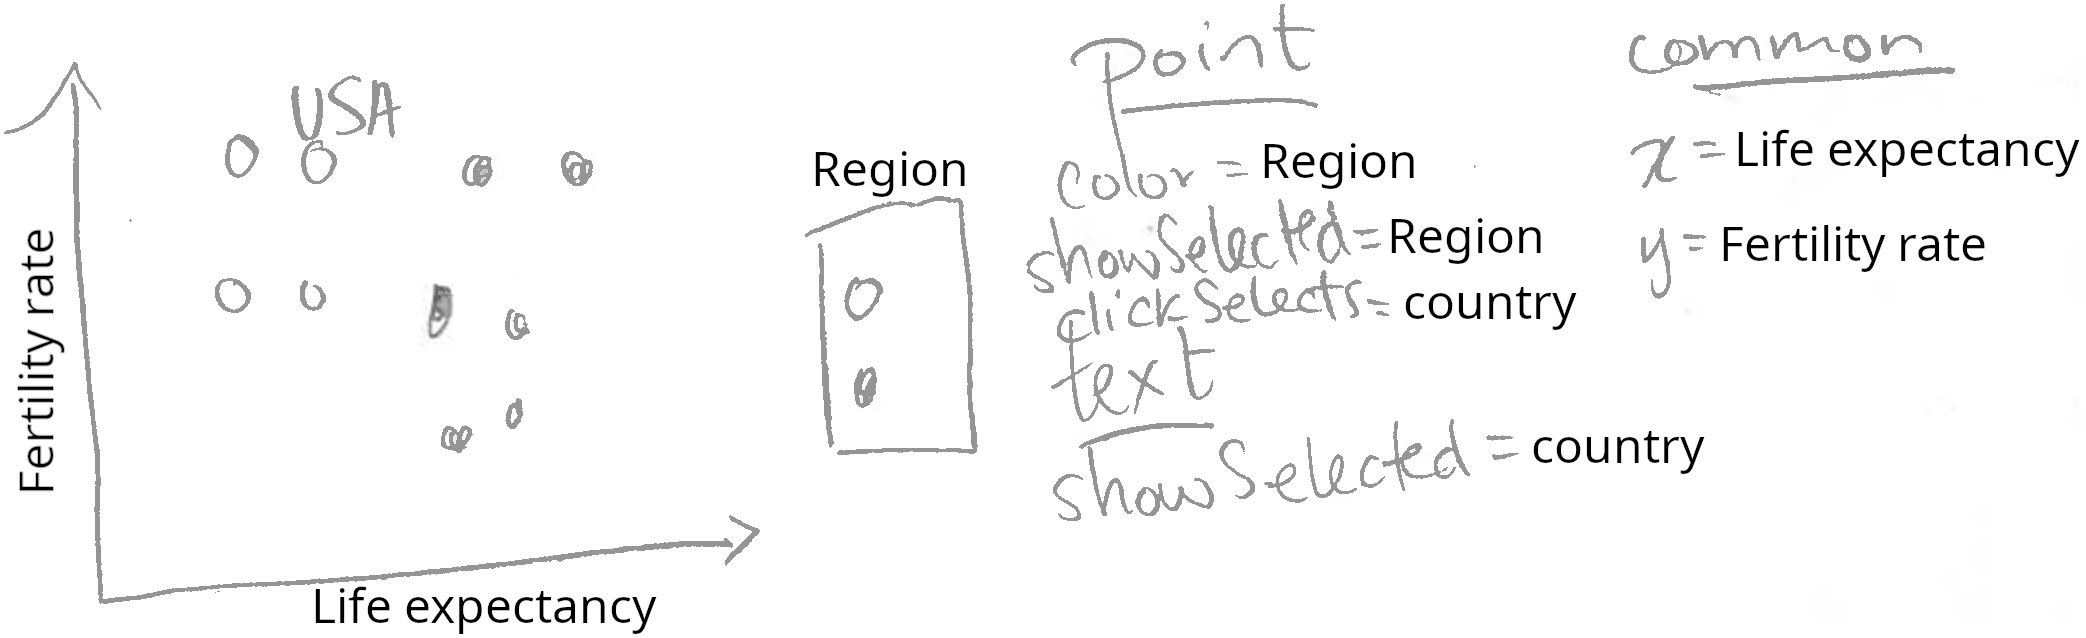 USA
Fertility rate
Life expectancy
Region
Point
color = Region
showSelected = Region
clickSelects = country
text
showSelected = country
common
x = Life expectancy
y = Fertility rate